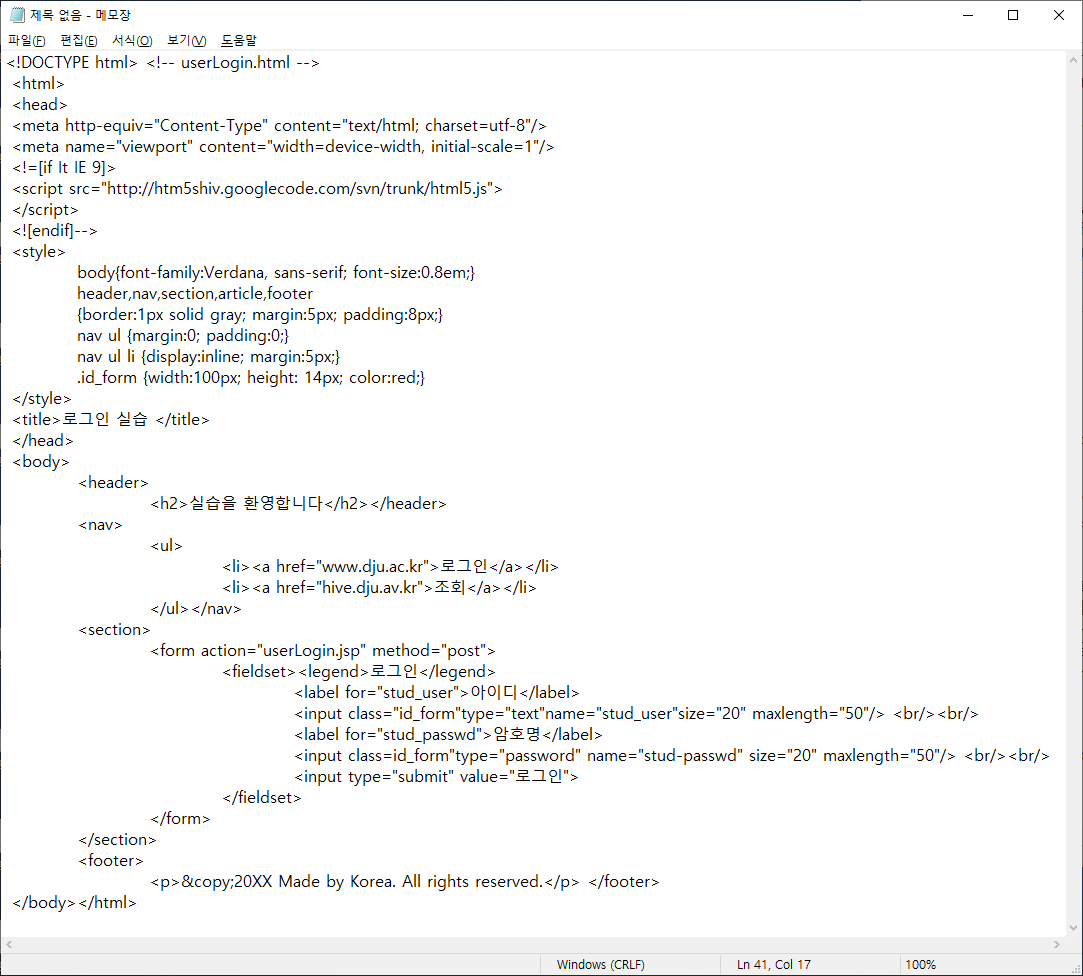 제목 없음 - 메모장
파일(F) 편집(E) 서식(O) 보기(V) 도움말
<!DOCTYPE html> <!-- userLogin.html -->
<html>
<head>
<meta http-equiv="Content-Type" content="text/html; charset=utf-8"/>
<meta name="viewport" content="width=device-width, initial-scale=1"/>
<!=[if It IE 9]>
<script src="http://htm5shiv.googlecode.com/svn/trunk/html5.js">
</script>
<![endif]-->
<style>
body{font-family:Verdana, sans-serif; font-size:0.8em;}
header,nav,section,article,footer
{border:1px solid gray; margin:5px; padding:8px;}
nav ul {margin:0; padding:0;}
nav ul li {display:inline; margin:5px;}
.id_form {width:100px; height: 14px; color:red;}
</style>
<title>로그인 실습 </title>
</head>
<body>
<header>
<h2>실습을 환영합니다</h2></header>
<nav>
<ul>
<li><a href="www.dju.ac.kr">로그인</a></li>
<li><a href="hive.dju.av.kr">조회</a></li>
</ul></nav>
<section>
<form action="userLogin.jsp" method="post">
<fieldset><legend>로그인</legend>
<label for="stud_user">아이디</label>
<input class="id_form"type="text"name="stud_user"size="20" maxlength="50"/> <br/><br/>
<label for="stud_passwd">암호명</label>
<input class=id_form"type="password" name="stud-passwd" size="20" maxlength="50"/> <br/><br/>
<input type="submit" value="로그인">
</fieldset>
</form>
</section>
<footer>
<p>&copy;20XX Made by Korea. All rights reserved.</p> </footer>
</body></html>
Windows (CRLF) Ln 41, Col 17 100%